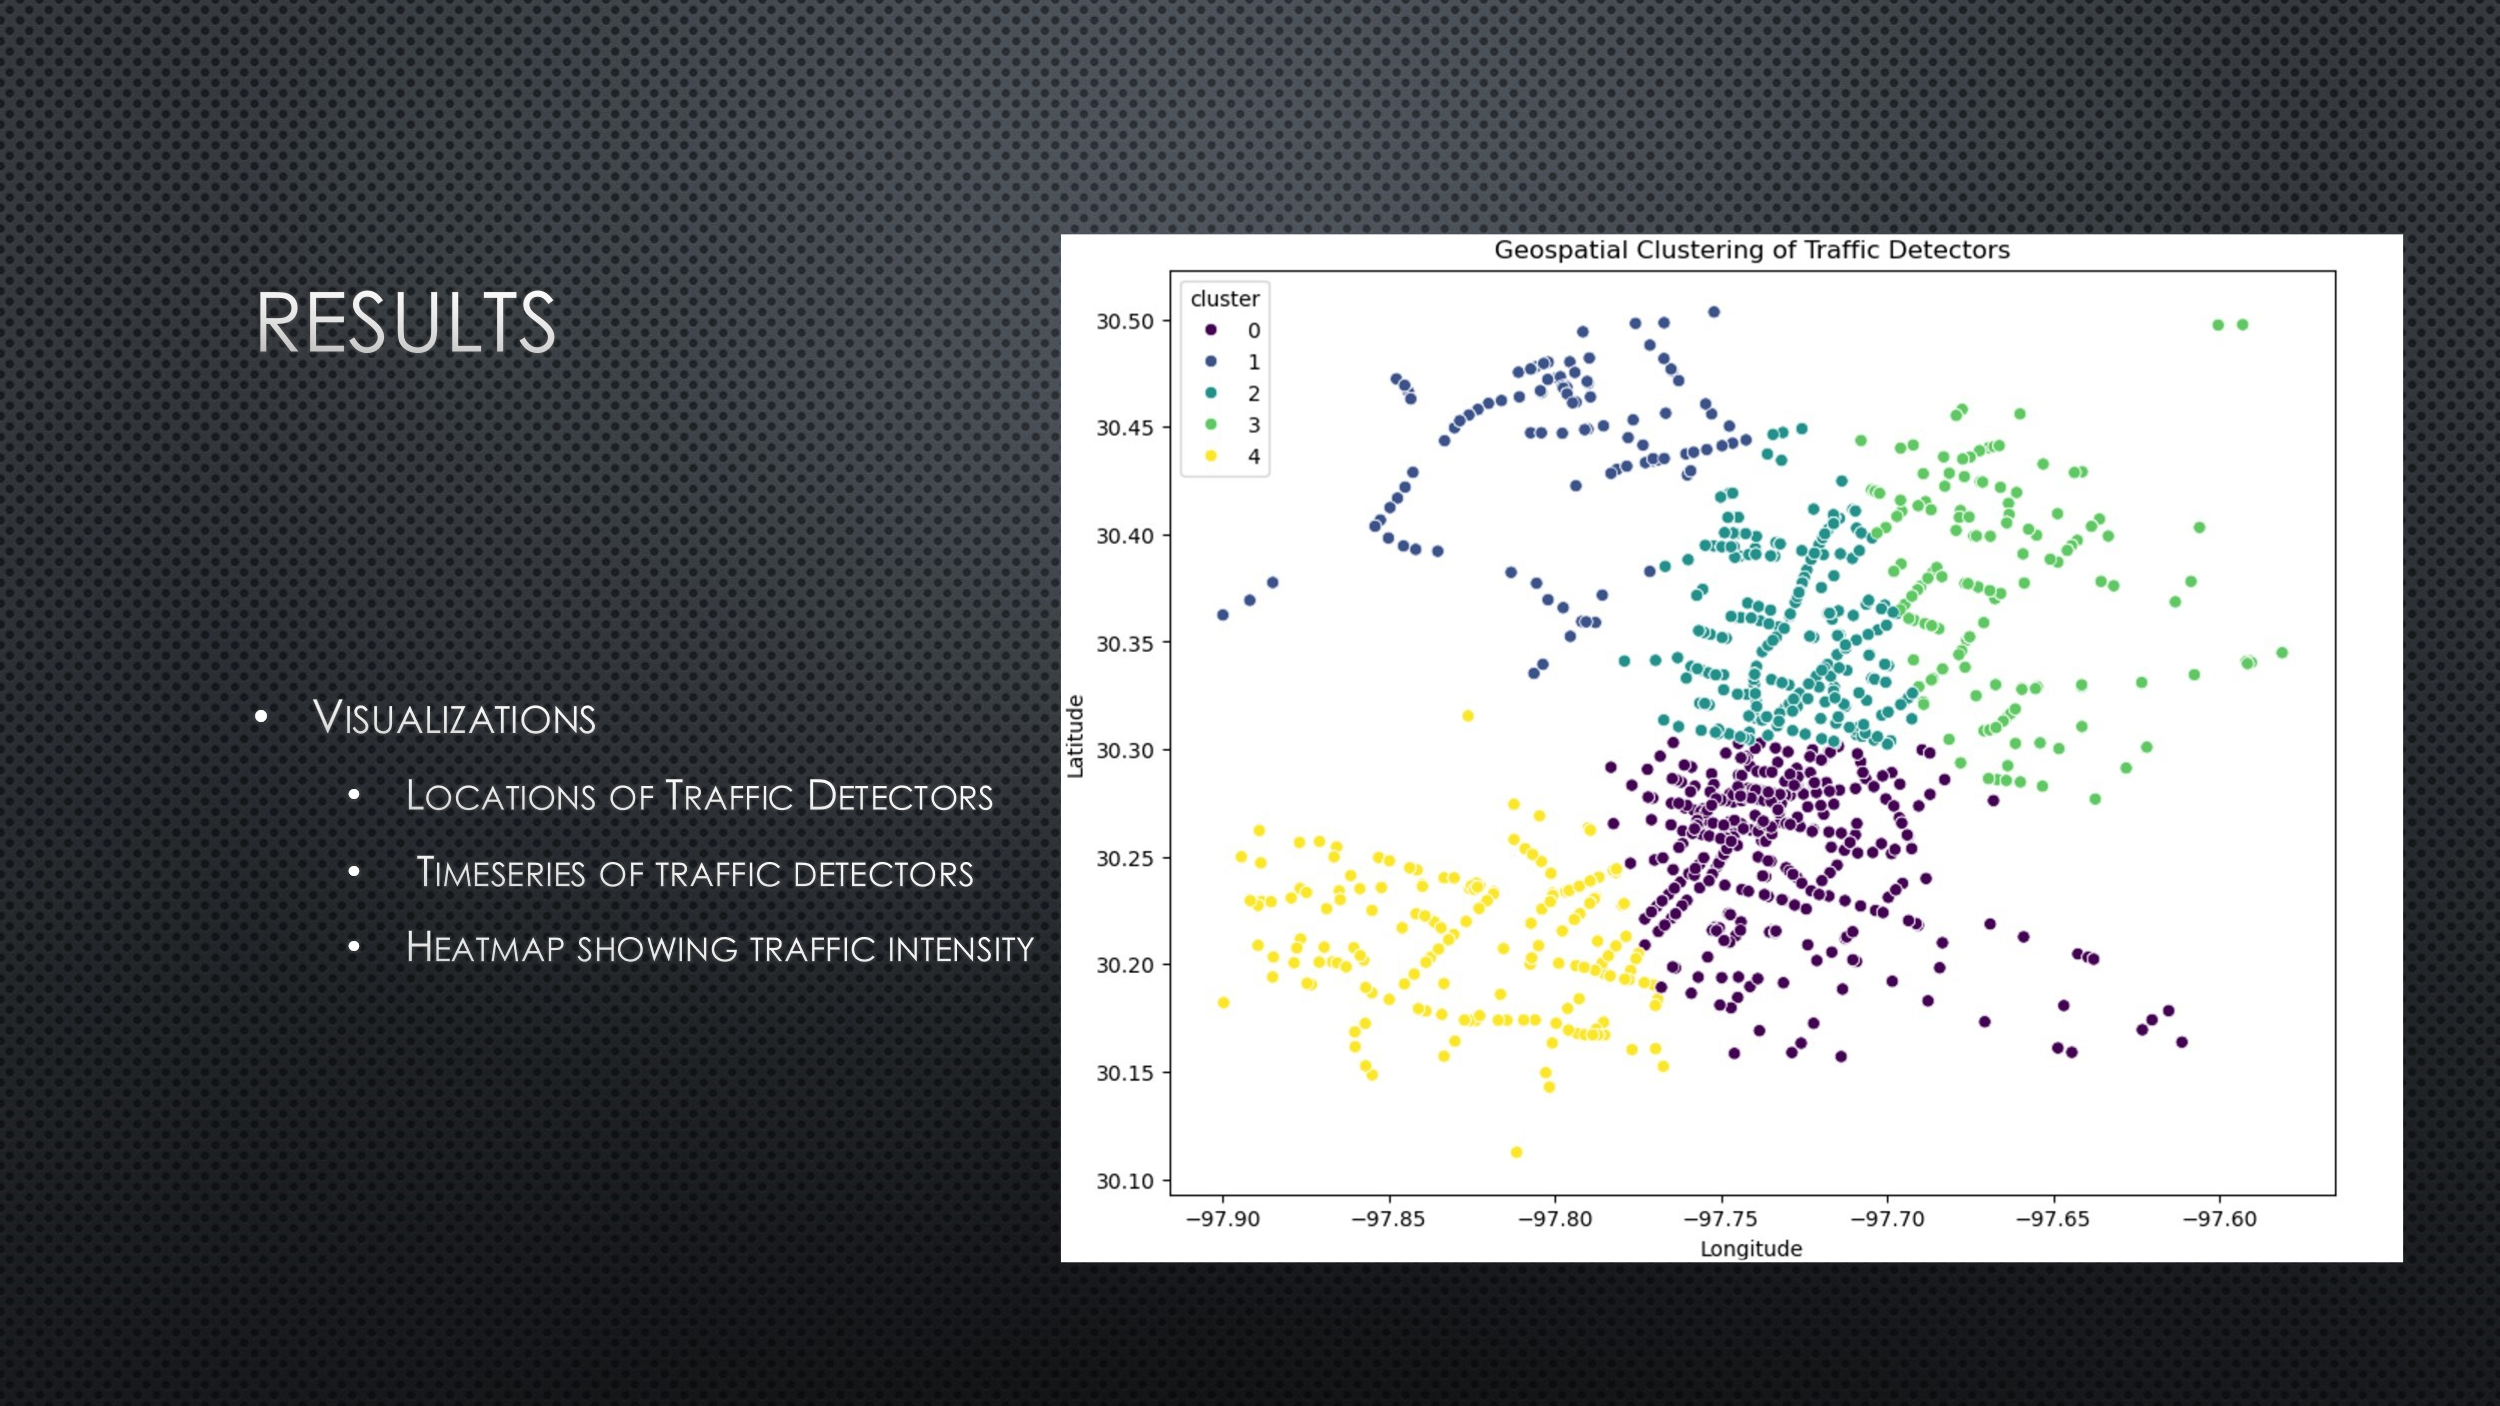 RESULTS
• VISUALIZATIONS
• LOCATIONS OF TRAFFIC DETECTORS
• TIMESERIES OF TRAFFIC DETECTORS
• HEATMAP SHOWING TRAFFIC INTENSITY
Geospatial Clustering of Traffic Detectors
cluster
0
1
2
3
4
Latitude
30.50
30.45
30.40
30.35
30.30
30.25
30.20
30.15
30.10
−97.90 −97.85 −97.80 −97.75 −97.70 −97.65 −97.60
Longitude